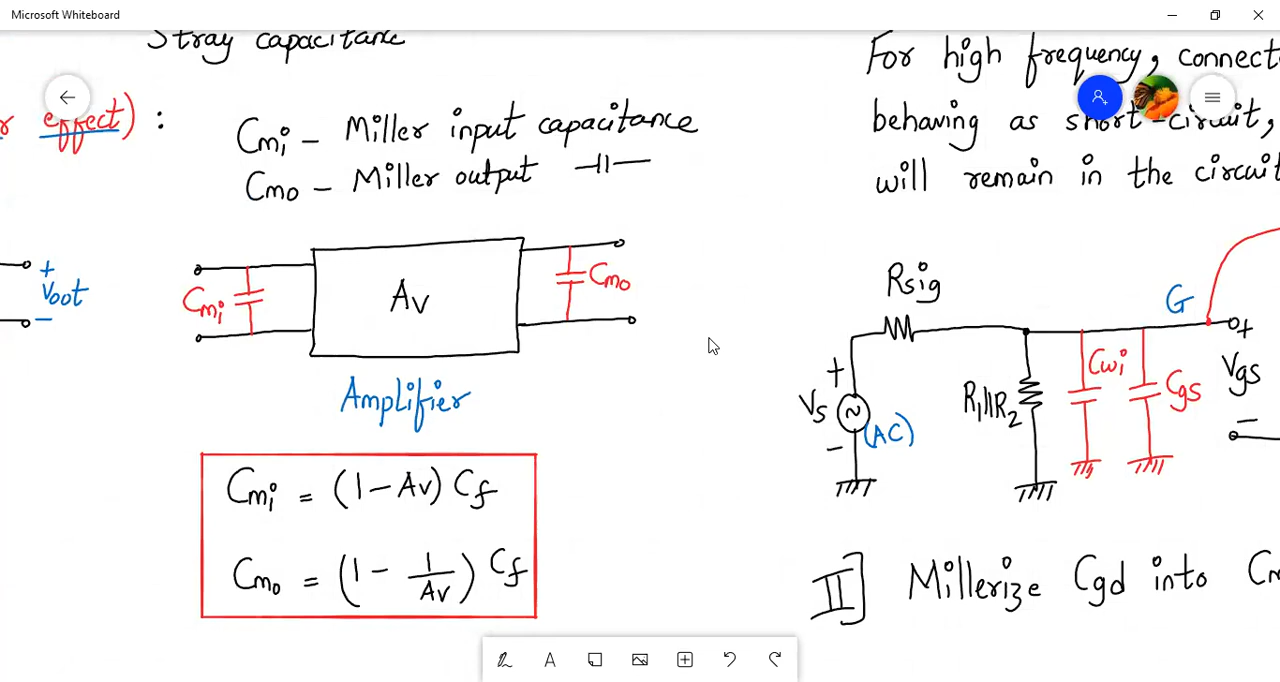 Microsoft Whiteboard
Stray capacitance
effect) :
Cmi – Miller input capacitance
Cmo – Miller output —||—
+
Vout
–
Cmi
Av
Cmo
Amplifier
Cmi = (1 – Av) Cf
Cmo = (1 – 1/Av) Cf
For high frequency, connect
behaving as short-circuit,
will remain in the circuit
Rsig
G
+
Vs
~
(AC)
–
R1||R2
Cwi
Cgs
+
Vgs
–
II] Millerize Cgd into
A